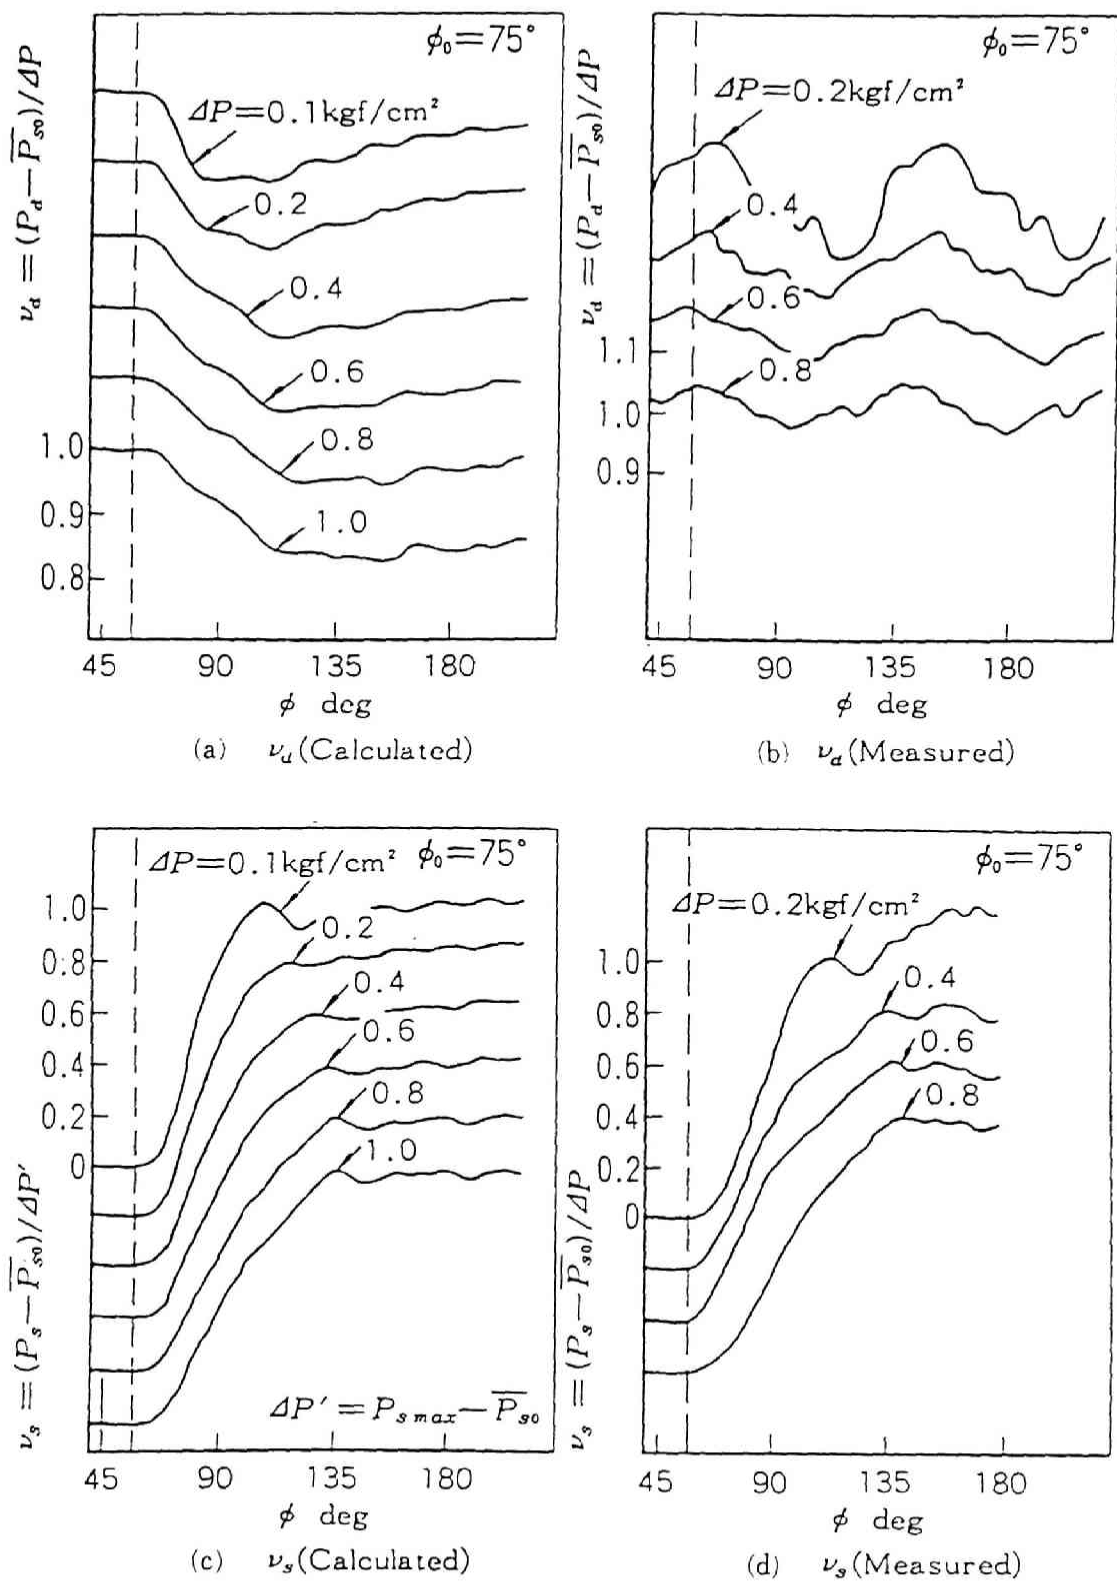 ϕ₀=75°
ΔP=0.1kgf/cm²
0.2
0.4
0.6
0.8
1.0
ν_d=(P_d−P̅_s0)/ΔP
1.0
0.9
0.8
45 90 135 180
ϕ deg
(a) ν_d(Calculated)
ϕ₀=75°
ΔP=0.2kgf/cm²
0.4
0.6
0.8
ν_d=(P_d−P̅_s0)/ΔP
1.1
1.0
0.9
45 90 135 180
ϕ deg
(b) ν_d(Measured)
ΔP=0.1kgf/cm² ϕ₀=75°
0.2
0.4
0.6
0.8
1.0
1.0
0.8
0.6
0.4
0.2
0
ν_s=(P_s−P̅_s0)/ΔP′
ΔP′=P_s max−P̅_s0
45 90 135 180
ϕ deg
(c) ν_s(Calculated)
ϕ₀=75°
ΔP=0.2kgf/cm²
0.4
0.6
0.8
1.0
0.8
0.6
0.4
0.2
0
ν_s=(P_s−P̅_s0)/ΔP
45 90 135 180
ϕ deg
(d) ν_s(Measured)